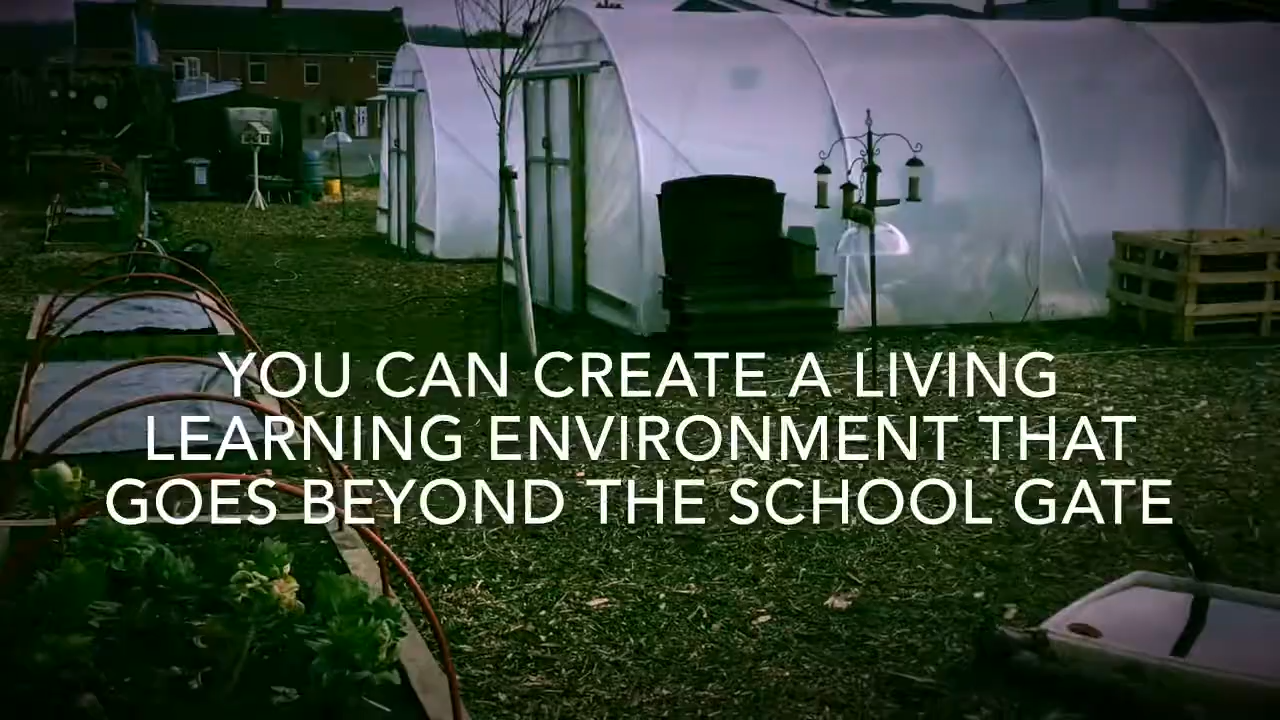 YOU CAN CREATE A LIVING
LEARNING ENVIRONMENT THAT
GOES BEYOND THE SCHOOL GATE